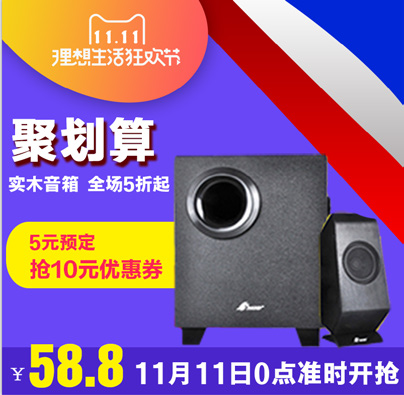 11.11
理想生活狂欢节
聚划算
实木音箱 全场5折起
5元预定
抢10元优惠券
¥58.8 11月11日0点准时开抢